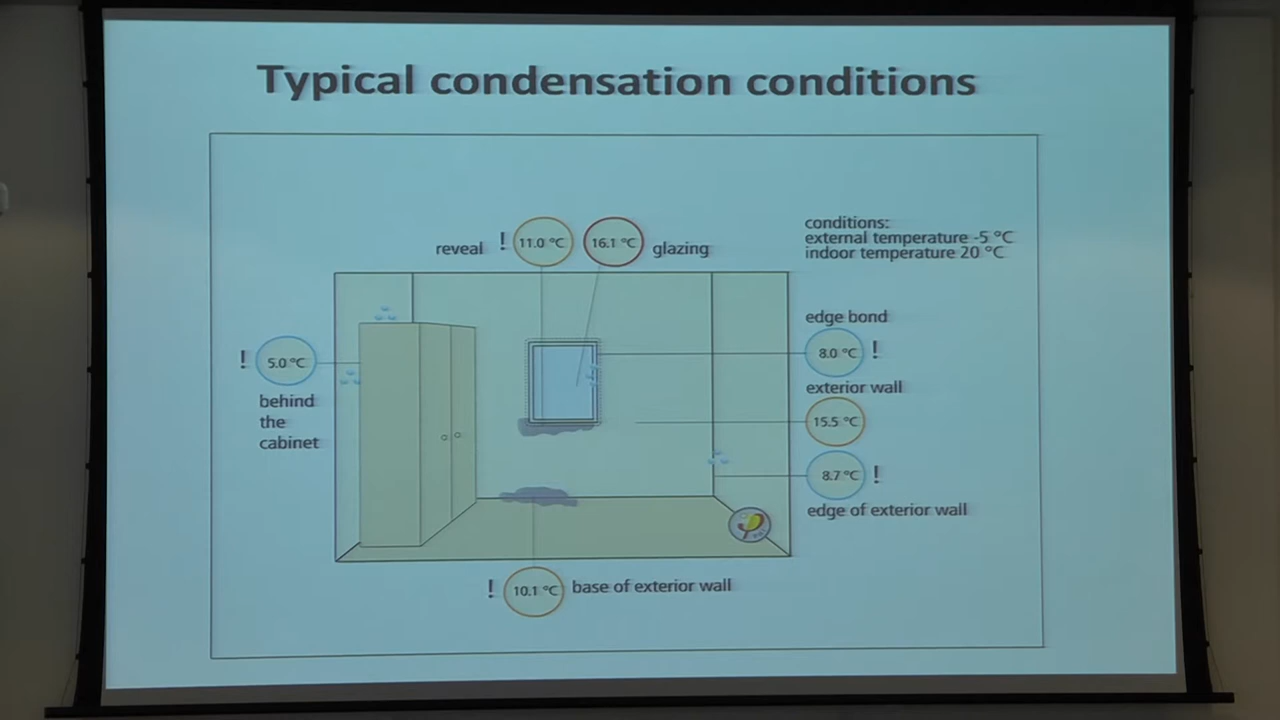 Typical condensation conditions
conditions:
external temperature -5 °C
indoor temperature 20 °C
reveal ! 11.0 °C 16.1 °C glazing
edge bond
8.0 °C !
! 5.0 °C
behind
the
cabinet
exterior wall
15.5 °C
8.7 °C !
edge of exterior wall
! 10.1 °C base of exterior wall